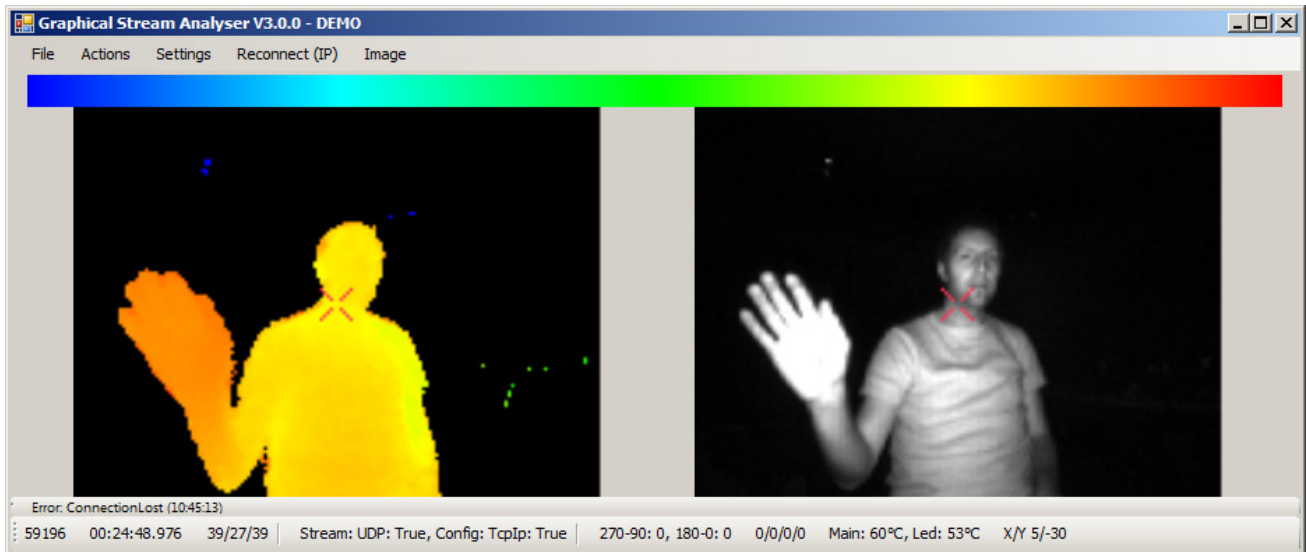 Graphical Stream Analyser V3.0.0 - DEMO
File Actions Settings Reconnect (IP) Image
Error: ConnectionLost (10:45:13)
59196 00:24:48.976 39/27/39 Stream: UDP: True, Config: TcpIp: True 270-90: 0, 180-0: 0 0/0/0/0 Main: 60ºC, Led: 53ºC X/Y 5/-30